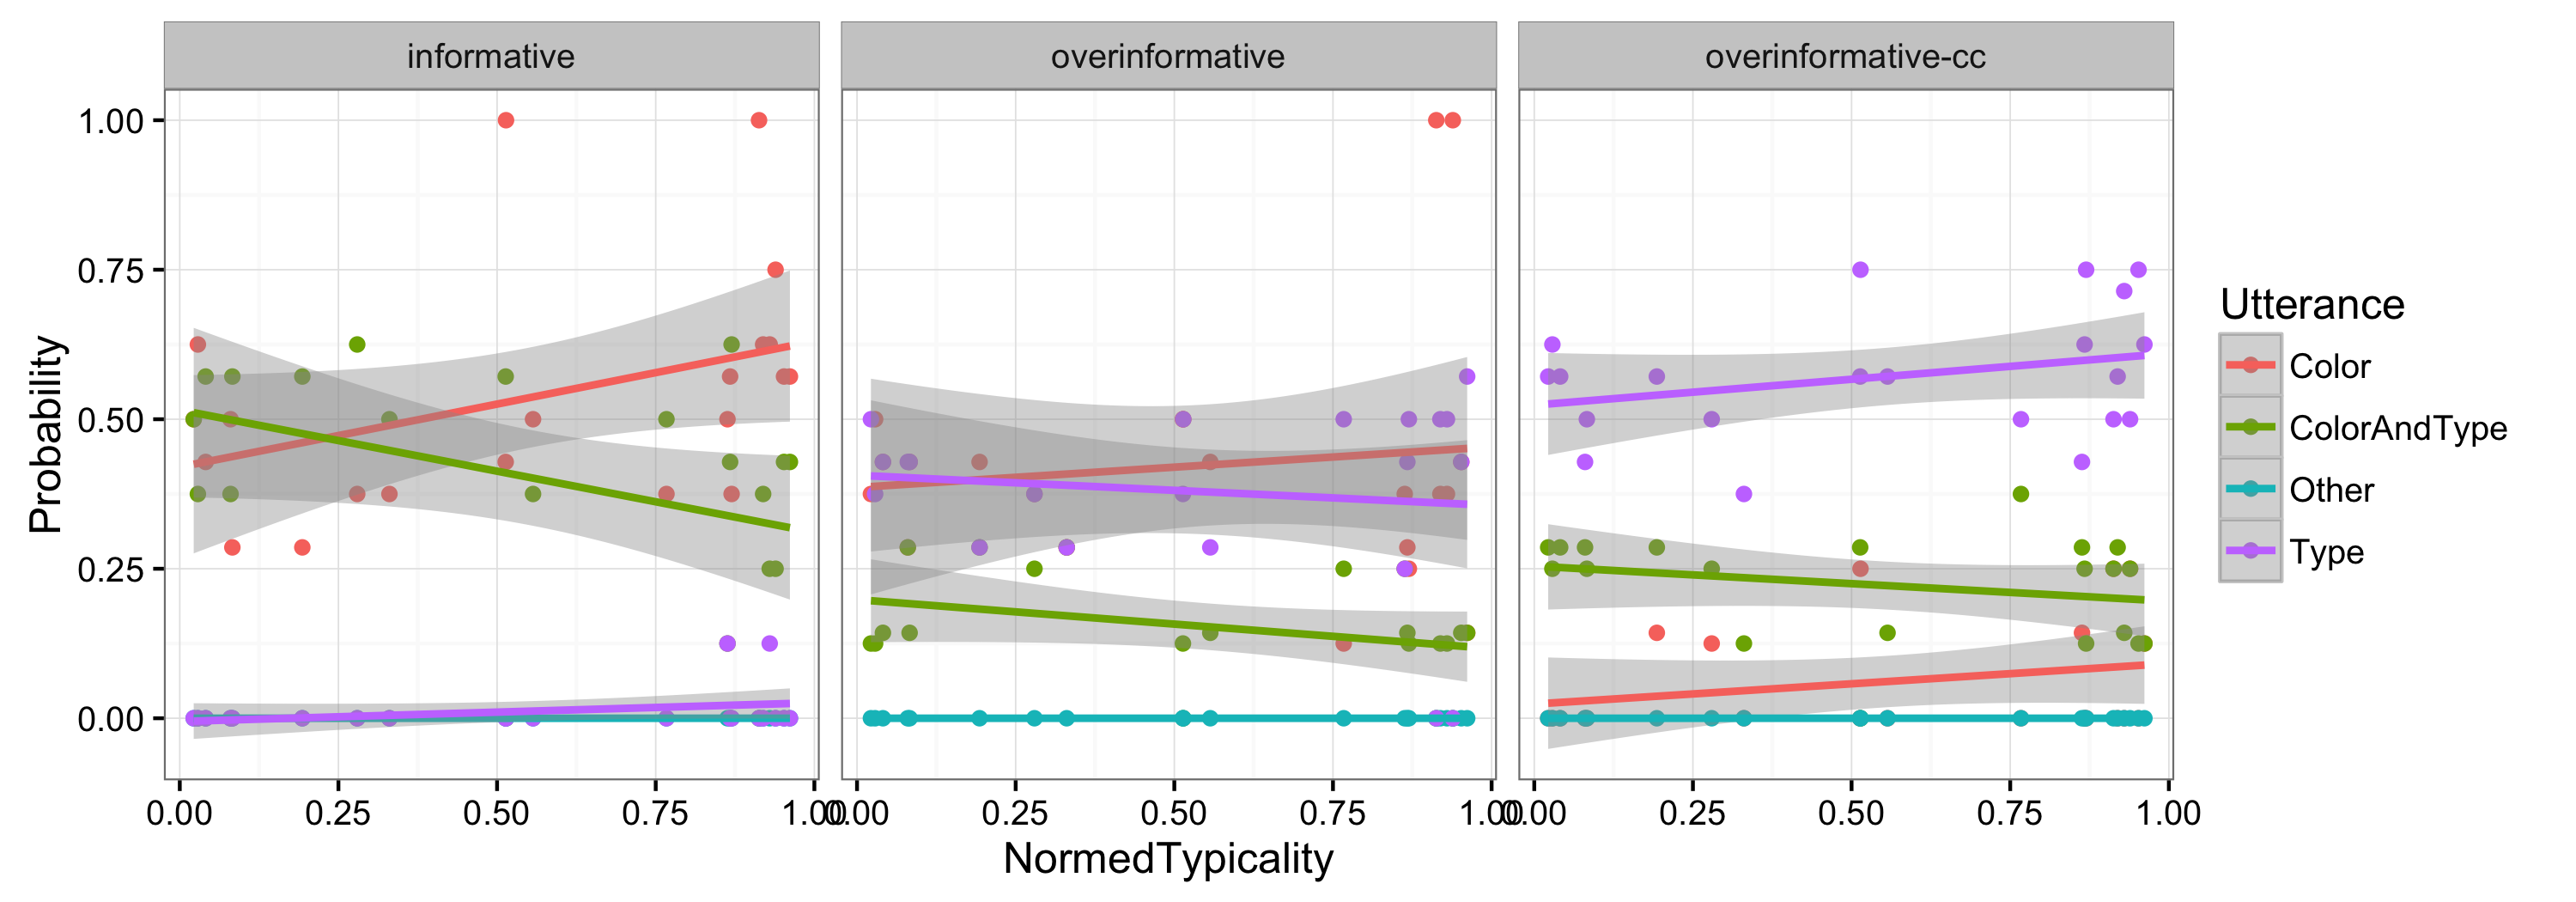 informative overinformative overinformative-cc
1.00
0.75
0.50
0.25
0.00
Probability
0.00 0.25 0.50 0.75 1.00 0.00 0.25 0.50 0.75 1.00 0.00 0.25 0.50 0.75 1.00
NormedTypicality
Utterance
Color
ColorAndType
Other
Type